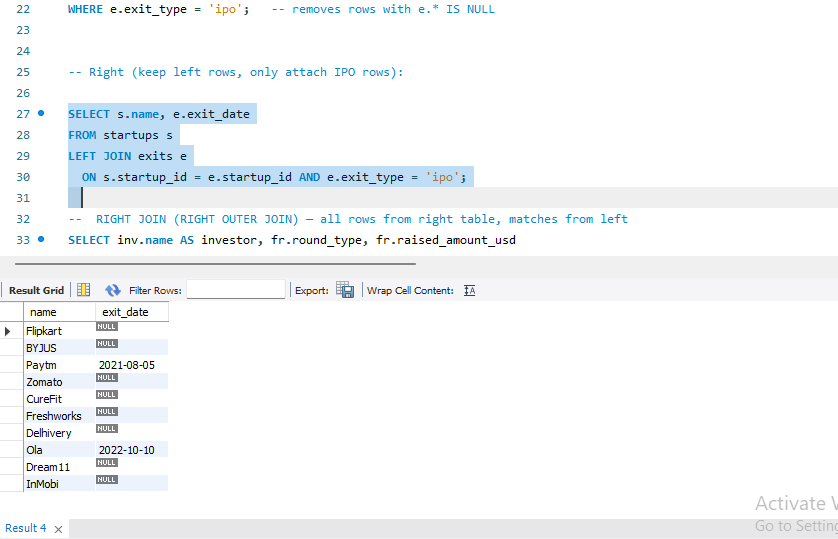 22 WHERE e.exit_type = 'ipo';   -- removes rows with e.* IS NULL
23
24
25 -- Right (keep left rows, only attach IPO rows):
26
27 SELECT s.name, e.exit_date
28 FROM startups s
29 LEFT JOIN exits e
30   ON s.startup_id = e.startup_id AND e.exit_type = 'ipo';
31
32 --  RIGHT JOIN (RIGHT OUTER JOIN) — all rows from right table, matches from left
33 SELECT inv.name AS investor, fr.round_type, fr.raised_amount_usd
Result Grid Filter Rows: Export: Wrap Cell Content: IA
name exit_date
Flipkart NULL
BYJUS NULL
Paytm 2021-08-05
Zomato NULL
CureFit NULL
Freshworks NULL
Delhivery NULL
Ola 2022-10-10
Dream11 NULL
InMobi NULL
Activate W
Go to Setting
Result 4 ×